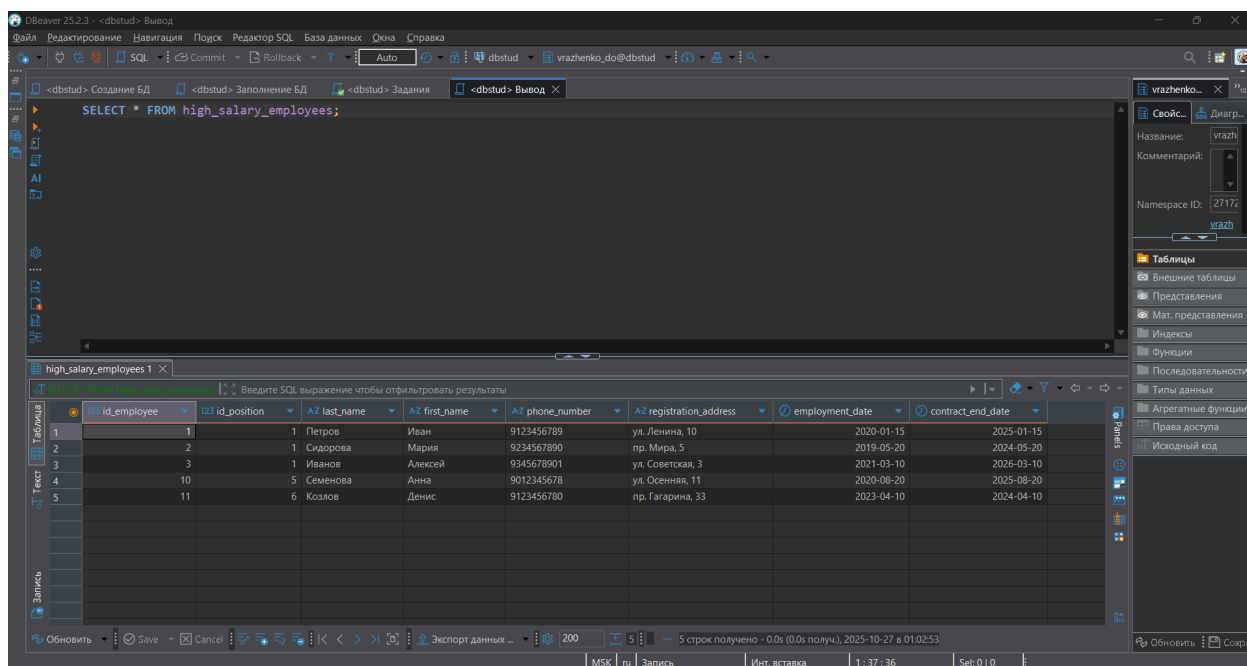 DBeaver 25.2.3 - <dbstud> Вывод
Файл Редактирование Навигация Поиск Редактор SQL База данных Окна Справка
SQL Commit Rollback T Auto dbstud vrazhenko_do@dbstud
<dbstud> Создание БД <dbstud> Заполнение БД <dbstud> Задания <dbstud> Вывод
SELECT * FROM high_salary_employees;
AI
vrazhenko...
Свойс... Диагр...
Название: vrazh
Комментарий:
Namespace ID: 27172
vrazh
Таблицы
Внешние таблицы
Представления
Мат. представления
Индексы
Функции
Последовательности
Типы данных
Агрегатные функции
Права доступа
Исходный код
high_salary_employees 1
Введите SQL выражение чтобы отфильтровать результаты
Таблица
Текст
Запись
Panels
123 id_employee 123 id_position A-Z last_name A-Z first_name A-Z phone_number A-Z registration_address employment_date contract_end_date
1 1 1 Петров Иван 9123456789 ул. Ленина, 10 2020-01-15 2025-01-15
2 2 1 Сидорова Мария 9234567890 пр. Мира, 5 2019-05-20 2024-05-20
3 3 1 Иванов Алексей 9345678901 ул. Советская, 3 2021-03-10 2026-03-10
4 10 5 Семенова Анна 9012345678 ул. Осенняя, 11 2020-08-20 2025-08-20
5 11 6 Козлов Денис 9123456780 пр. Гагарина, 33 2023-04-10 2024-04-10
Обновить Save Cancel Экспорт данных ... 200 5 ... 5 строк получено - 0.0s (0.0s получ.), 2025-10-27 в 01:02:53
Обновить Сохр
MSK ru Запись Инт. вставка 1 : 37 : 36 Sel: 0 | 0